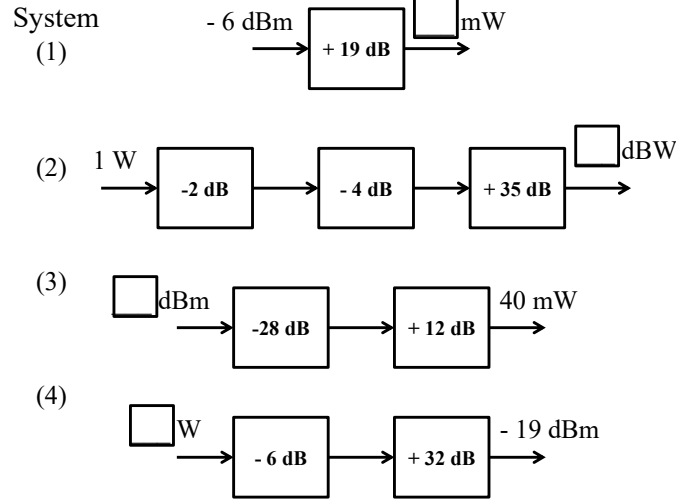 System
(1) - 6 dBm + 19 dB mW
(2) 1 W -2 dB - 4 dB + 35 dB dBW
(3) dBm -28 dB + 12 dB 40 mW
(4) W - 6 dB + 32 dB - 19 dBm